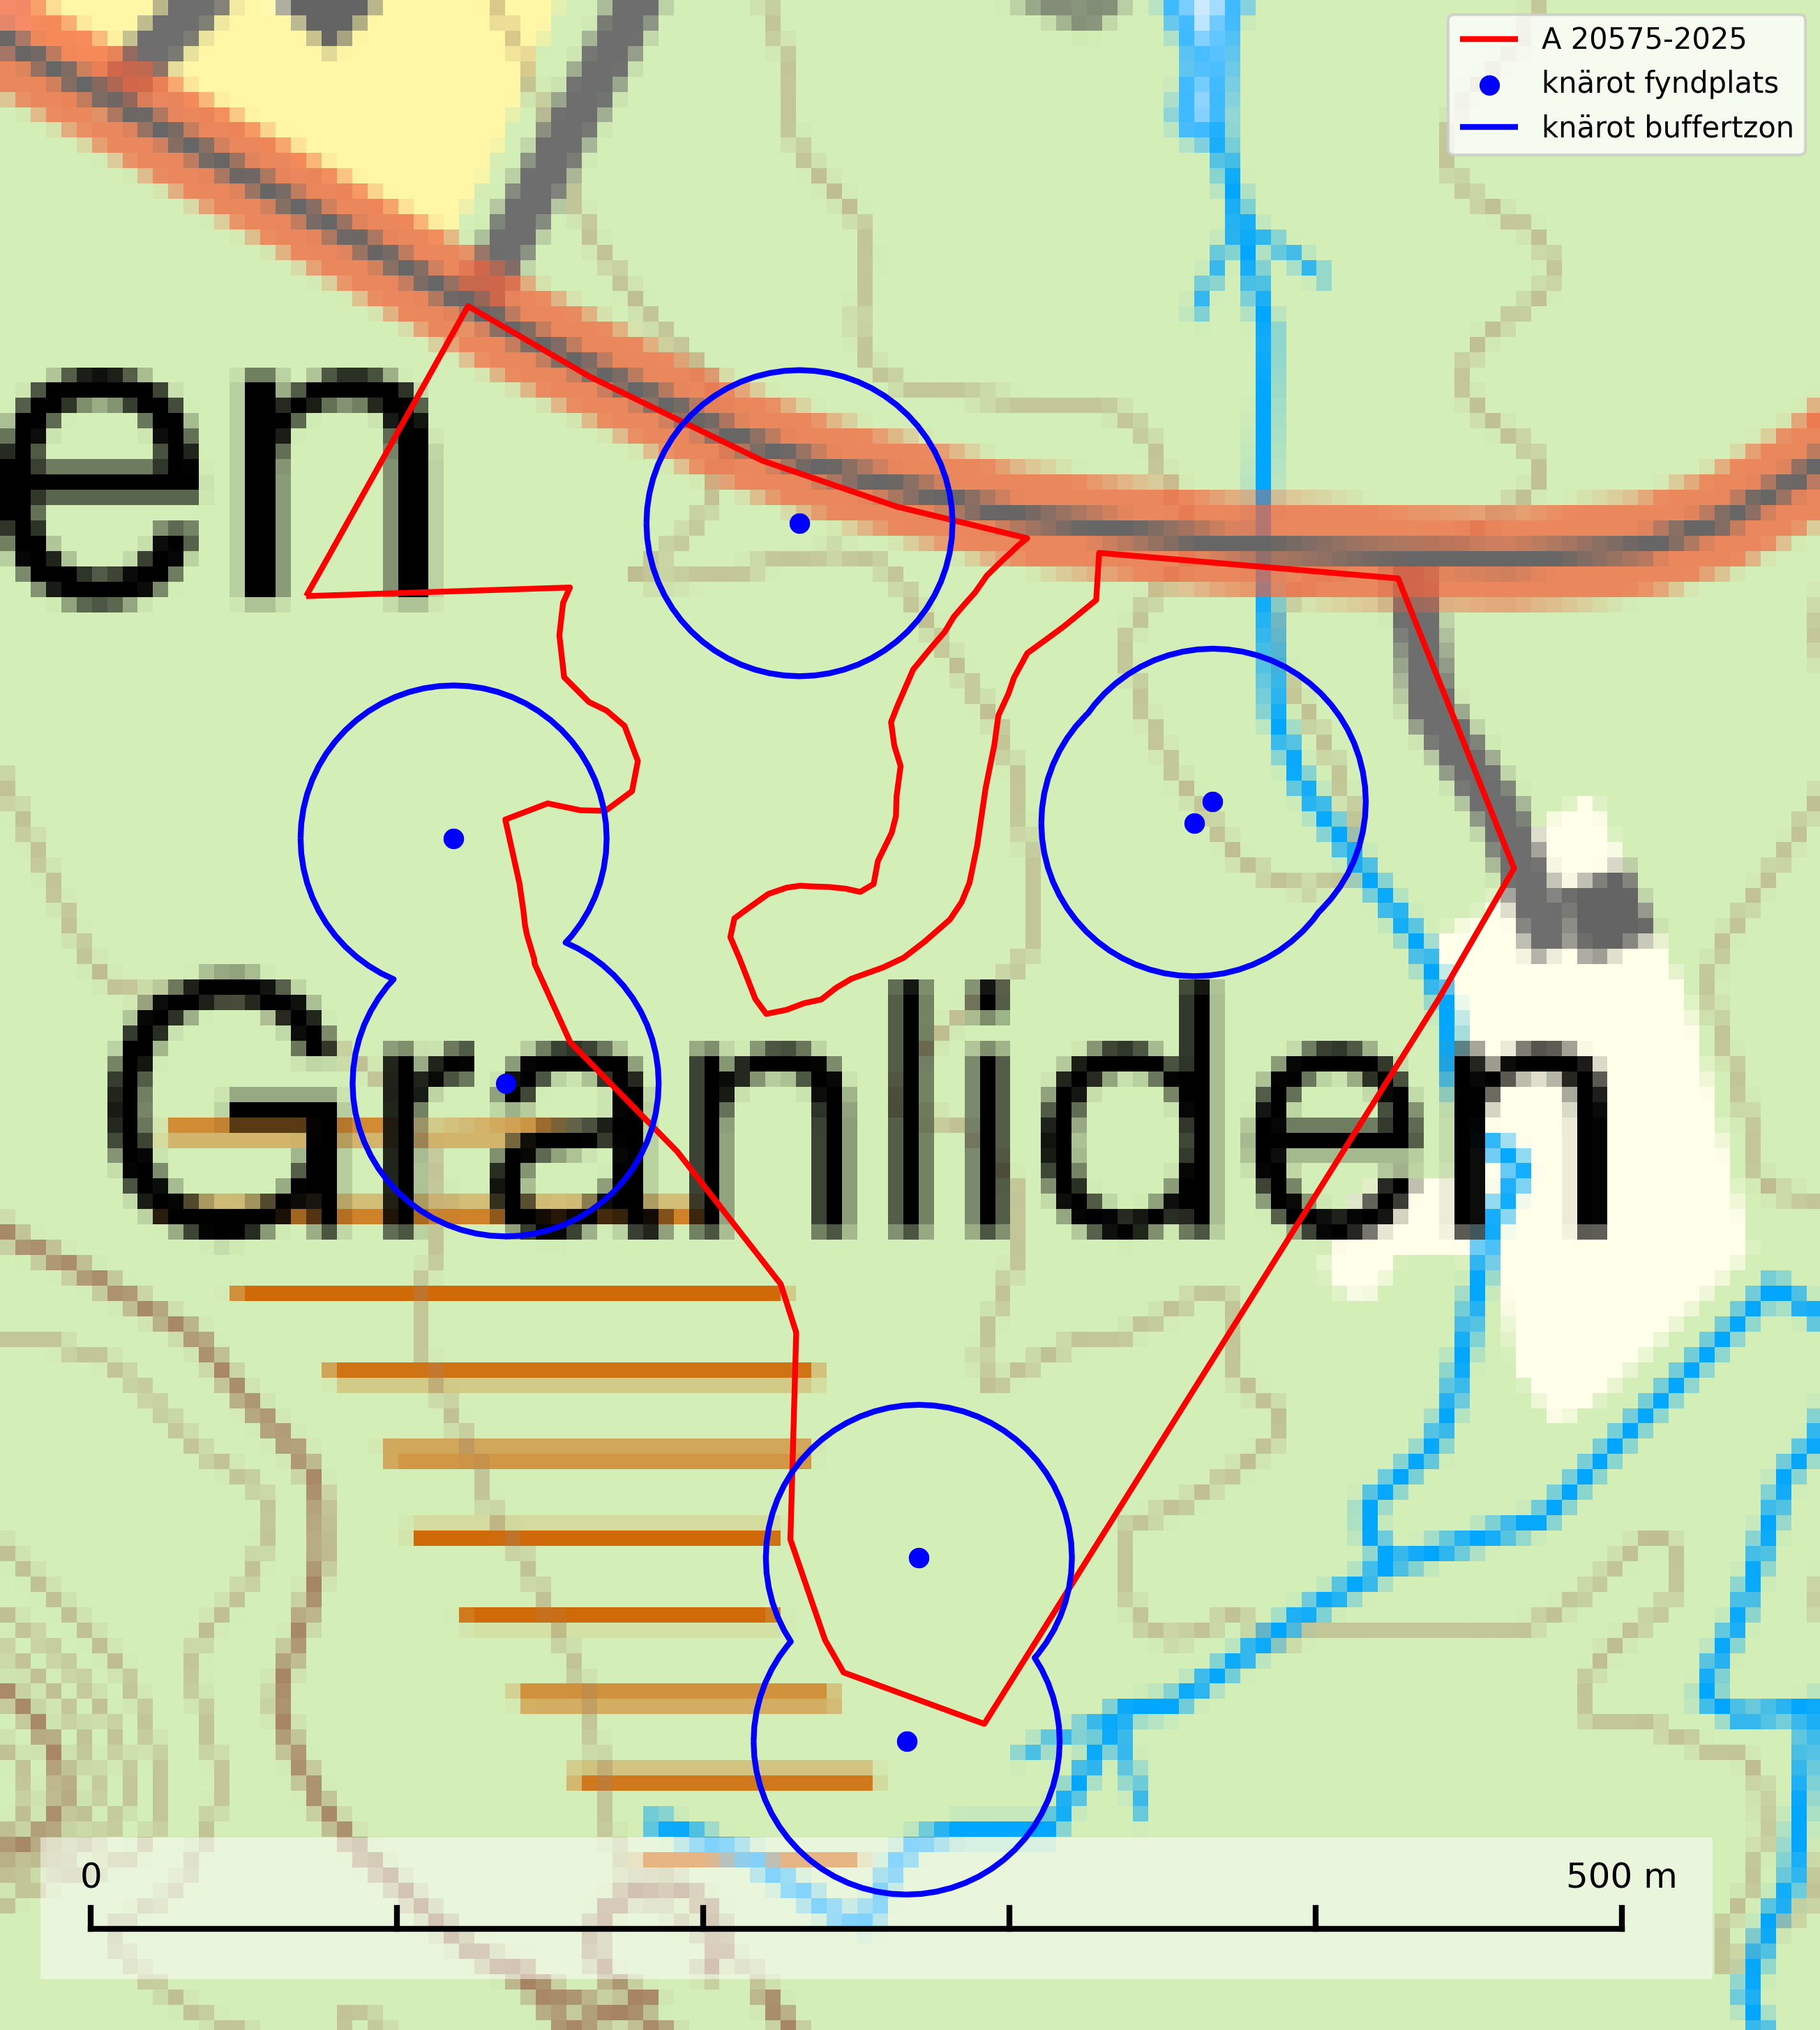 A 20575-2025
knärot fyndplats
knärot buffertzon
en
Granliden
0 500 m